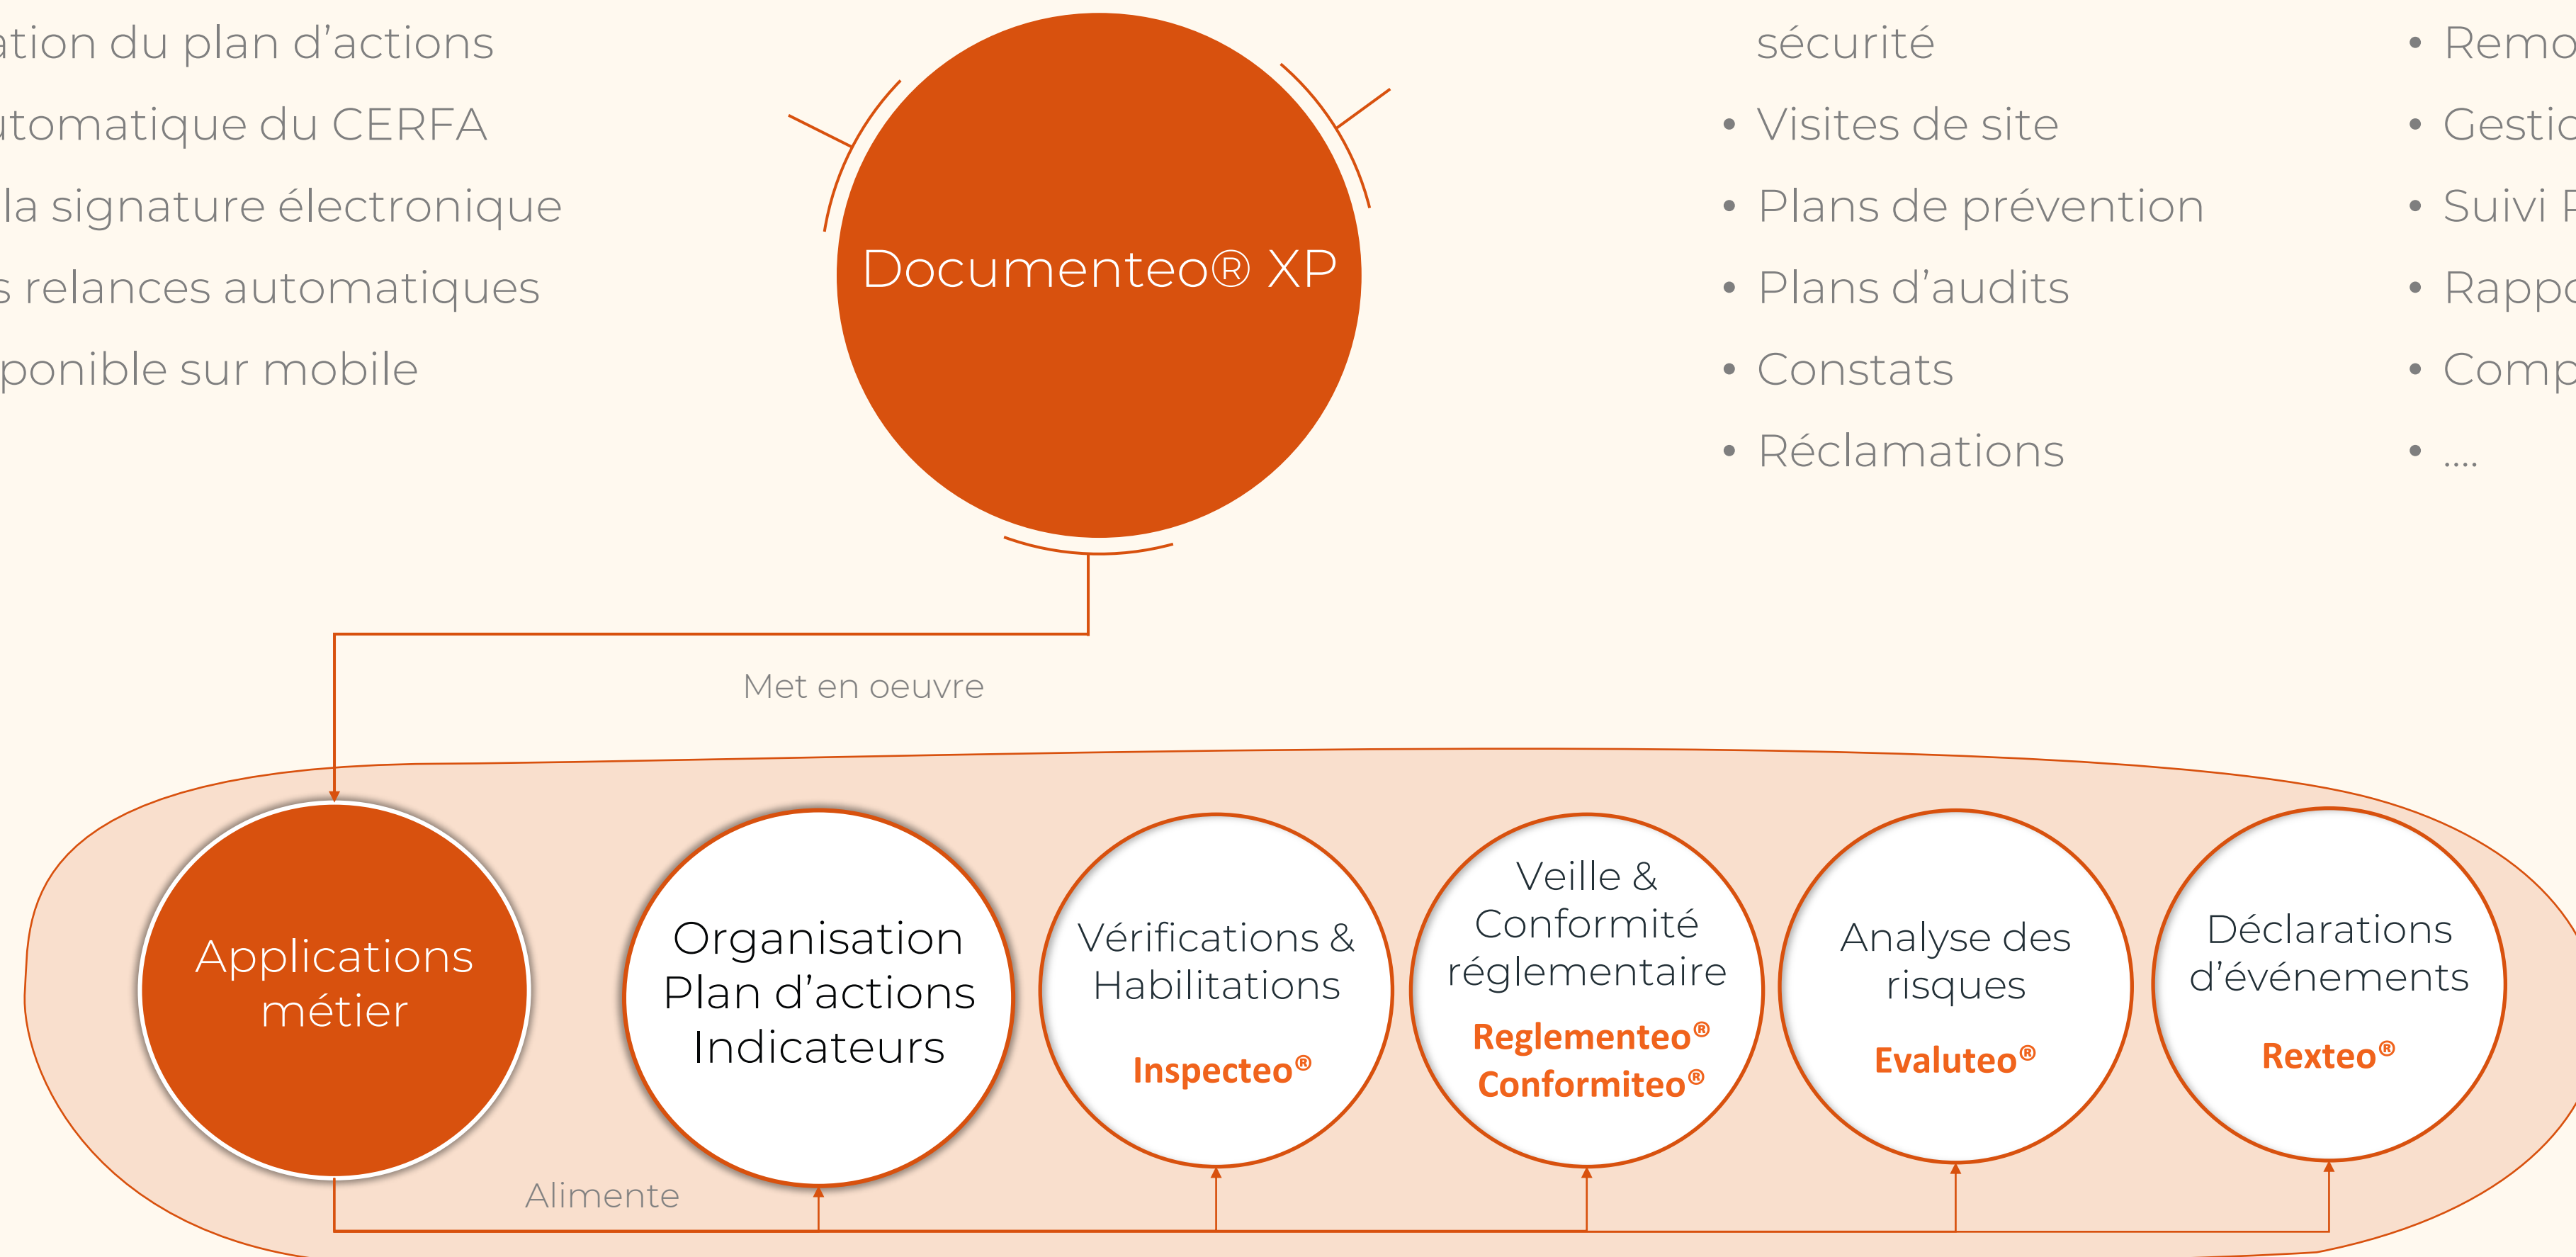 ation du plan d’actions
utomatique du CERFA
la signature électronique
s relances automatiques
ponible sur mobile
Documenteo® XP
sécurité
• Visites de site
• Plans de prévention
• Plans d’audits
• Constats
• Réclamations
• Remo
• Gestio
• Suivi
• Rappo
• Comp
• ....
Met en oeuvre
Applications
métier
Organisation
Plan d’actions
Indicateurs
Vérifications &
Habilitations
Inspecteo®
Veille &
Conformité
réglementaire
Reglementeo®
Conformiteo®
Analyse des
risques
Evaluteo®
Déclarations
d’événements
Rexteo®
Alimente